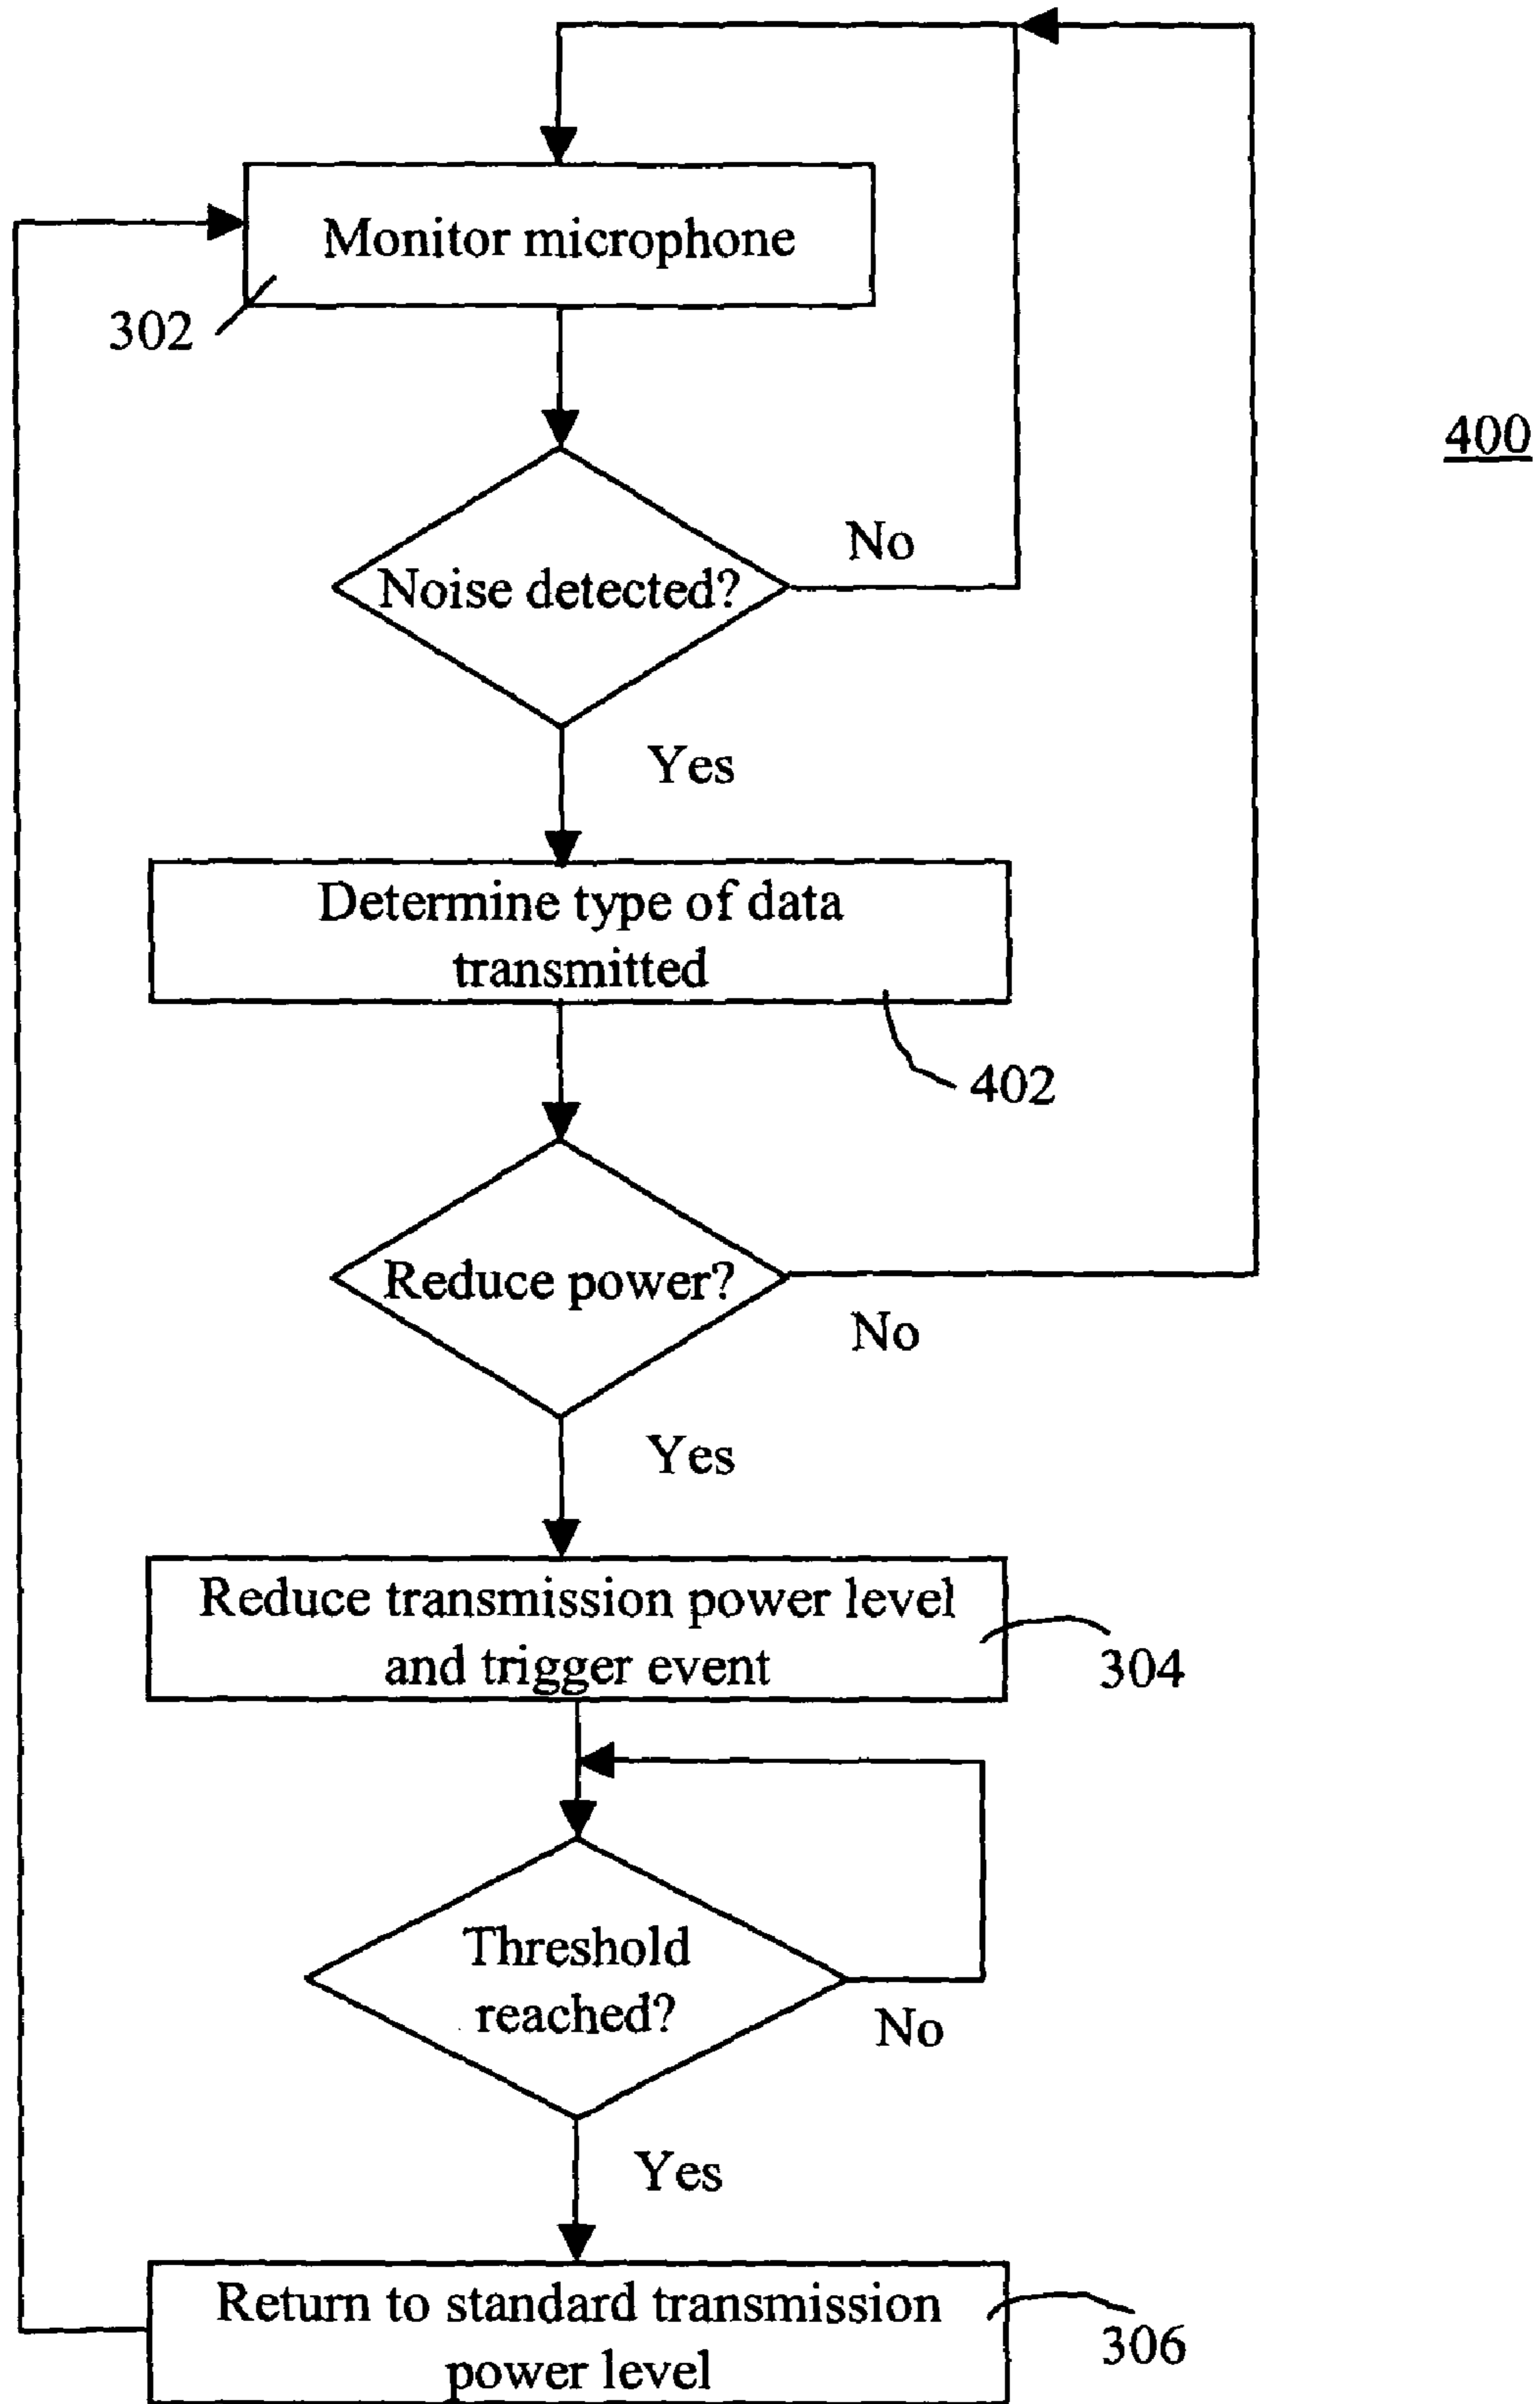 Monitor microphone
302
400
No
Noise detected?
Yes
Determine type of data
transmitted
402
Reduce power?
No
Yes
Reduce transmission power level
and trigger event
304
Threshold
reached?
No
Yes
Return to standard transmission
power level
306